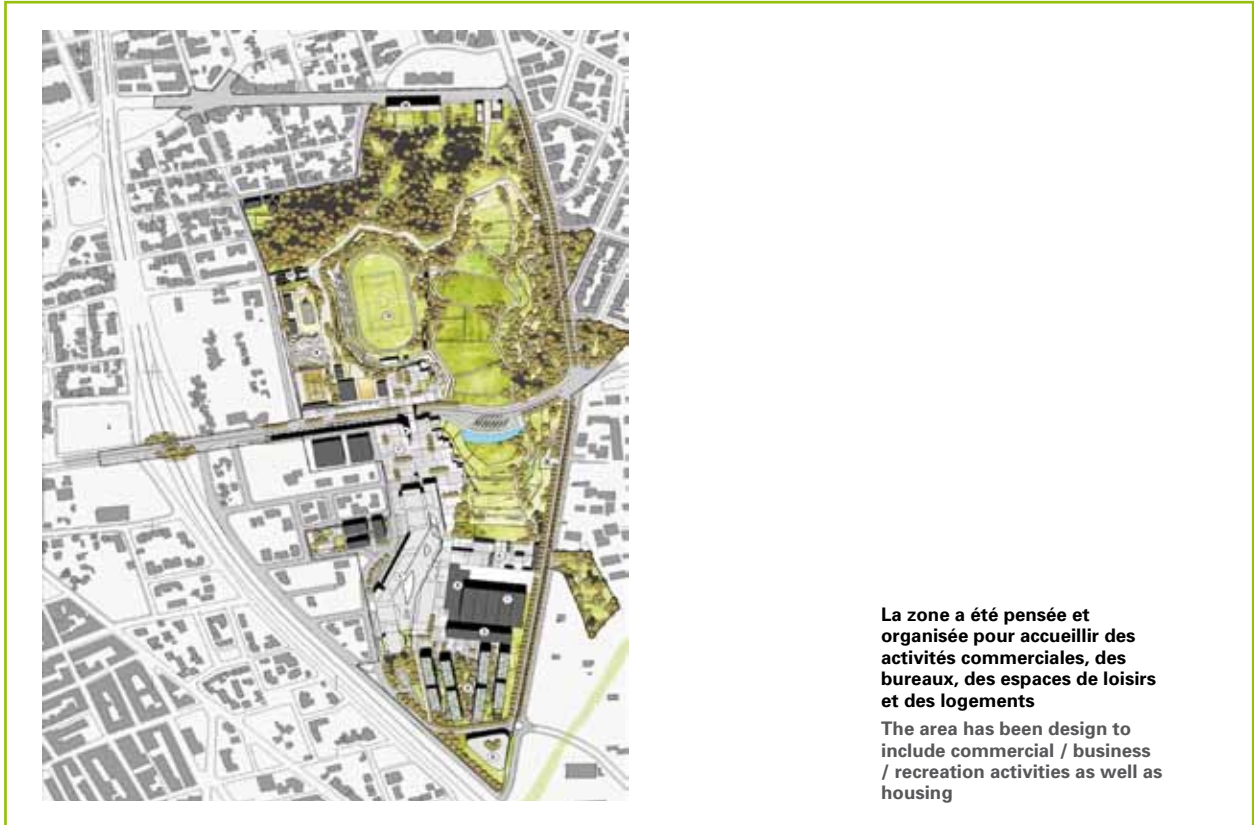 La zone a été pensée et
organisée pour accueillir des
activités commerciales, des
bureaux, des espaces de loisirs
et des logements
The area has been design to
include commercial / business
/ recreation activities as well as
housing